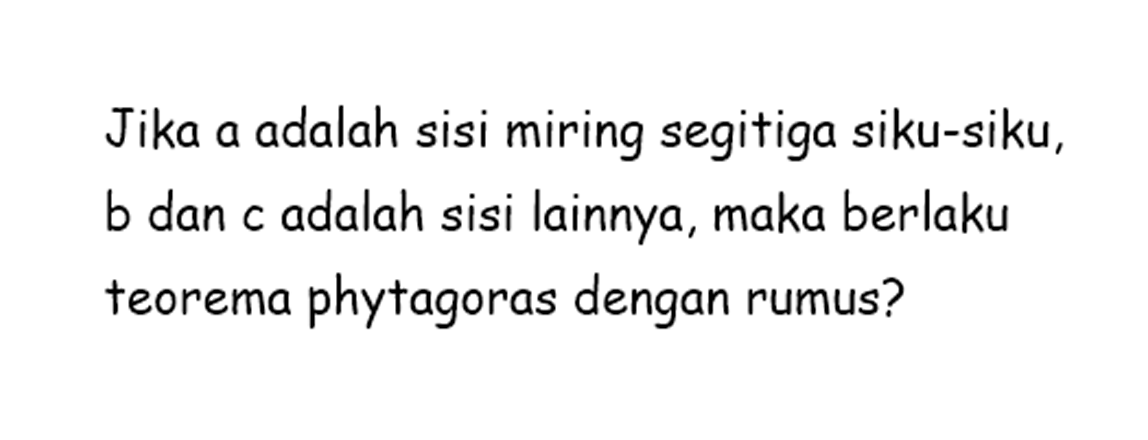 Jika a adalah sisi miring segitiga siku-siku,
b dan c adalah sisi lainnya, maka berlaku
teorema phytagoras dengan rumus?